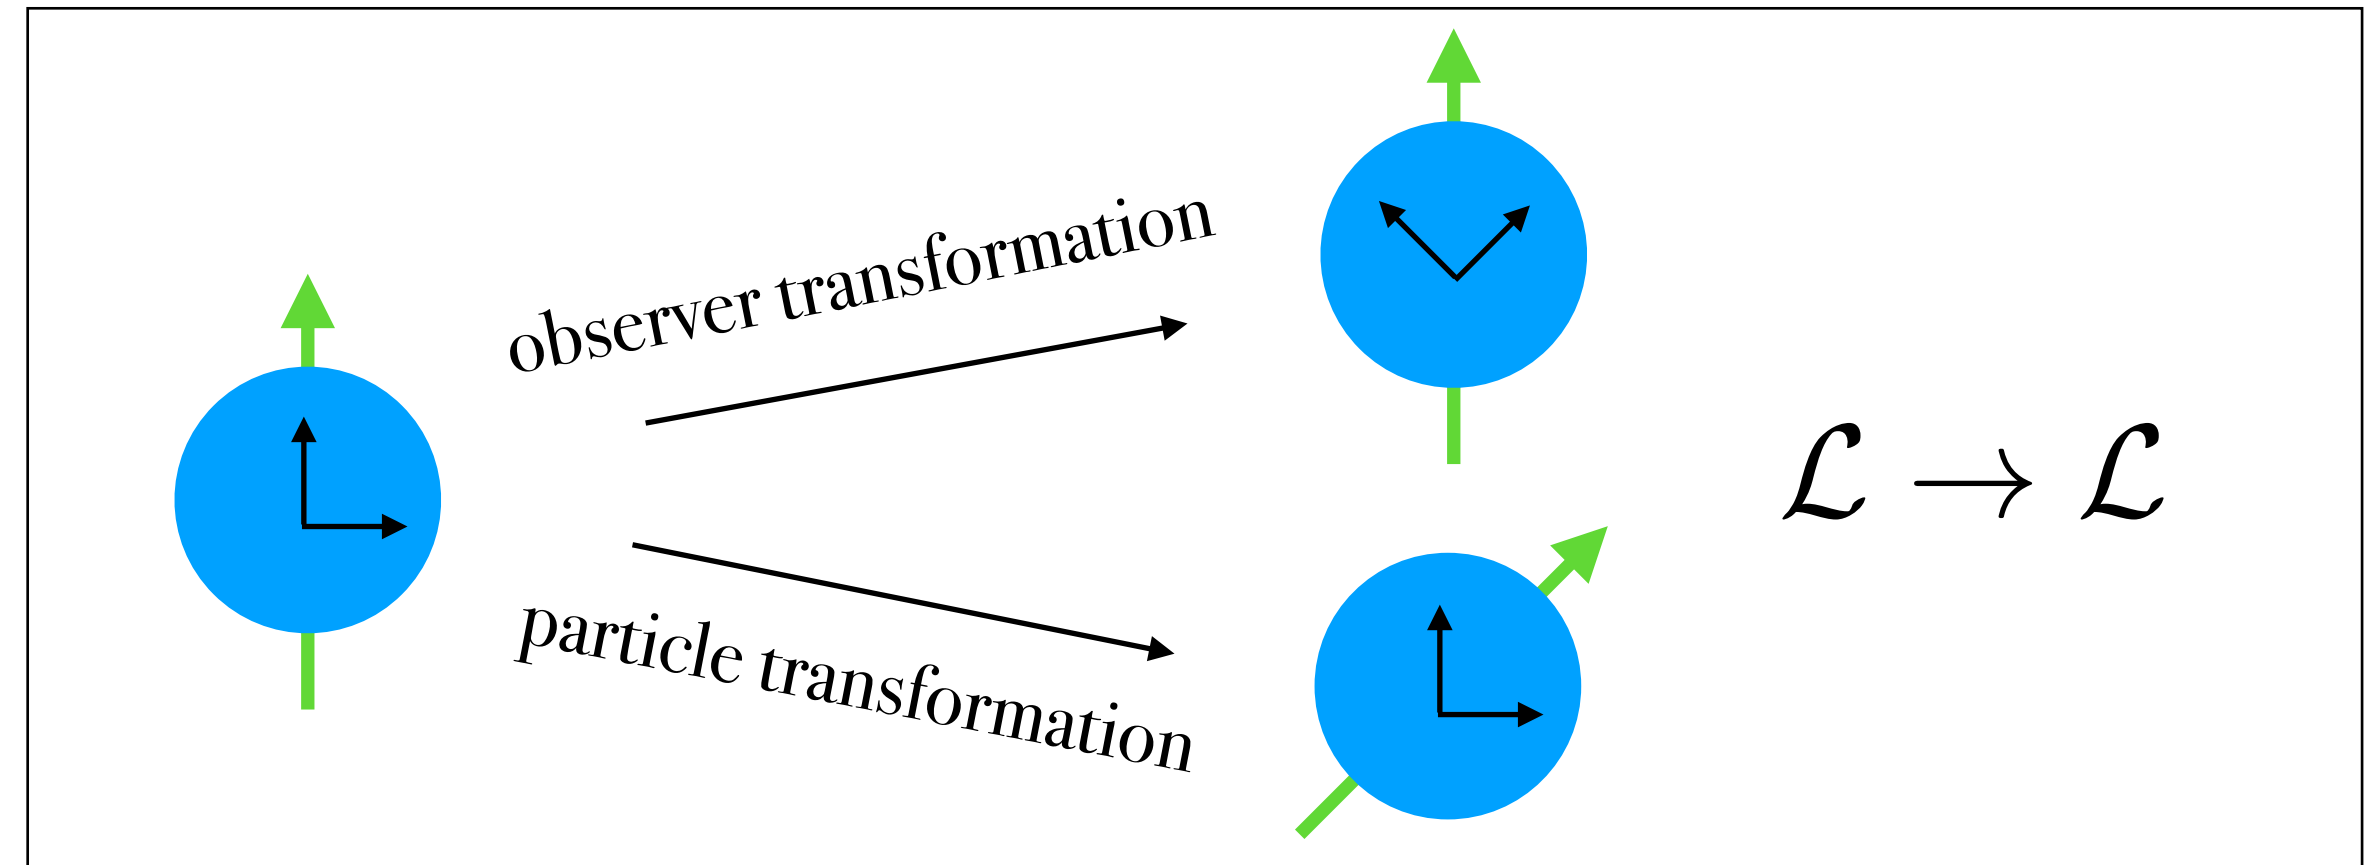 observer transformation
ℒ → ℒ
particle transformation